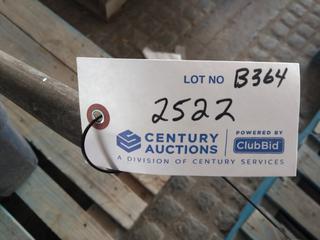 LOT NO B364
2522
CENTURY AUCTIONS
POWERED BY ClubBid
A DIVISION OF CENTURY SERVICES